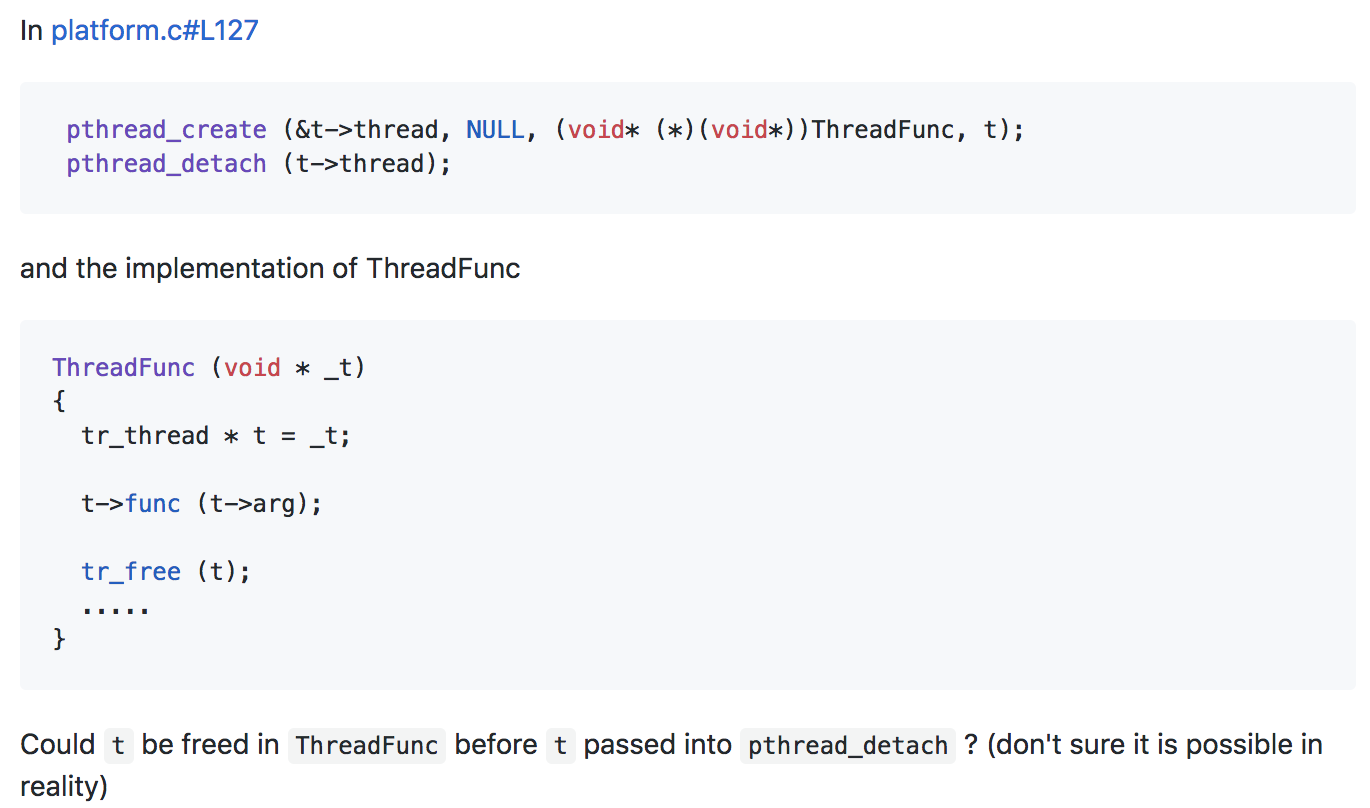 In platform.c#L127
pthread_create (&t->thread, NULL, (void* (*)(void*))ThreadFunc, t);
pthread_detach (t->thread);
and the implementation of ThreadFunc
ThreadFunc (void * _t)
{
  tr_thread * t = _t;
  t->func (t->arg);
  tr_free (t);
  .....
}
Could t be freed in ThreadFunc before t passed into pthread_detach ? (don't sure it is possible in
reality)